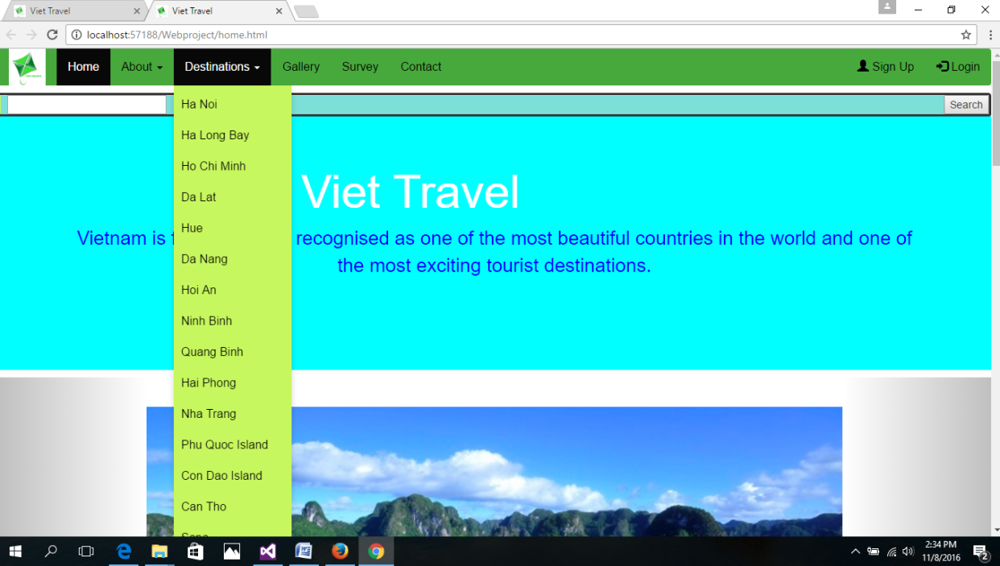 Viet Travel
Viet Travel
localhost:57188/Webproject/home.html
Home About Destinations Gallery Survey Contact Sign Up Login
Search
Ha Noi
Ha Long Bay
Ho Chi Minh
Da Lat
Hue
Da Nang
Hoi An
Ninh Binh
Quang Binh
Hai Phong
Nha Trang
Phu Quoc Island
Con Dao Island
Can Tho
Viet Travel
Vietnam is recognised as one of the most beautiful countries in the world and one of
the most exciting tourist destinations.
2:34 PM
11/8/2016
2